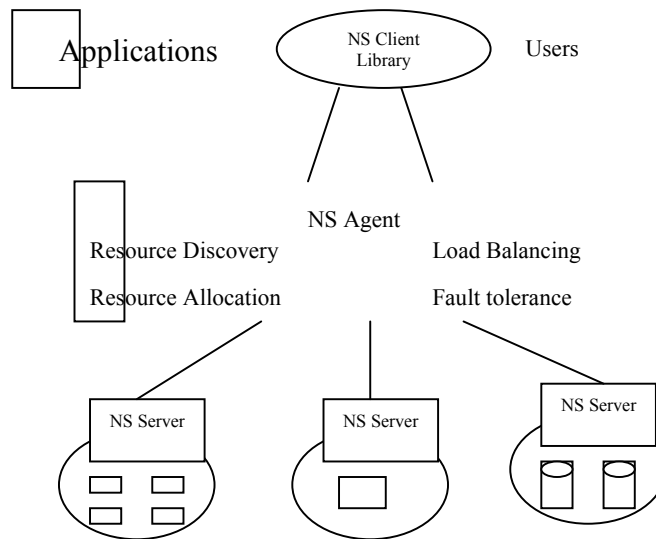 Applications
NS Client
Library
Users
NS Agent
Resource Discovery
Load Balancing
Resource Allocation
Fault tolerance
NS Server
NS Server
NS Server